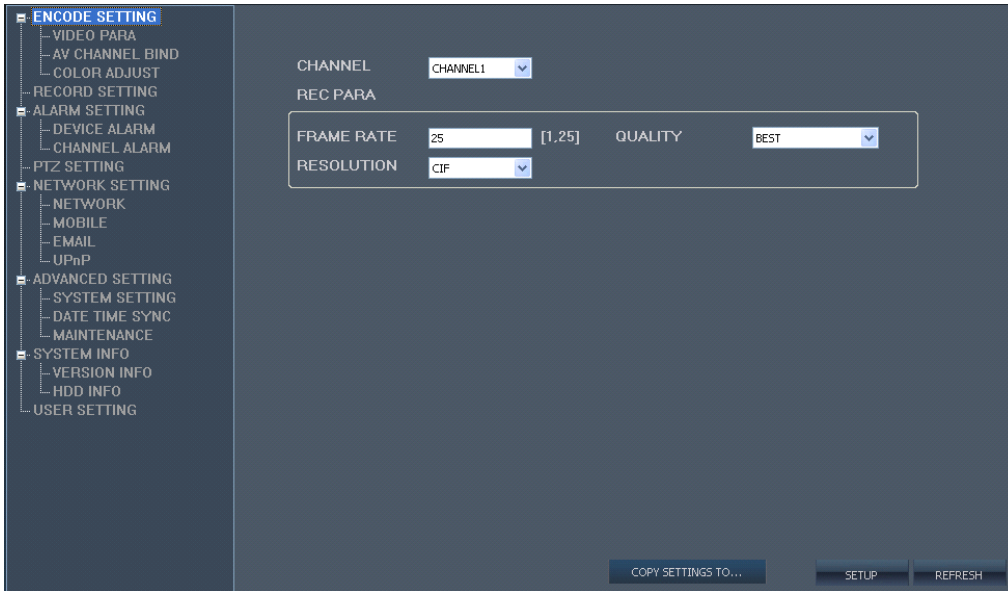 ENCODE SETTING
VIDEO PARA
AV CHANNEL BIND
COLOR ADJUST
RECORD SETTING
ALARM SETTING
DEVICE ALARM
CHANNEL ALARM
PTZ SETTING
NETWORK SETTING
NETWORK
MOBILE
EMAIL
UPnP
ADVANCED SETTING
SYSTEM SETTING
DATE TIME SYNC
MAINTENANCE
SYSTEM INFO
VERSION INFO
HDD INFO
USER SETTING
CHANNEL CHANNEL1
REC PARA
FRAME RATE 25 [1,25] QUALITY BEST
RESOLUTION CIF
COPY SETTINGS TO... SETUP REFRESH